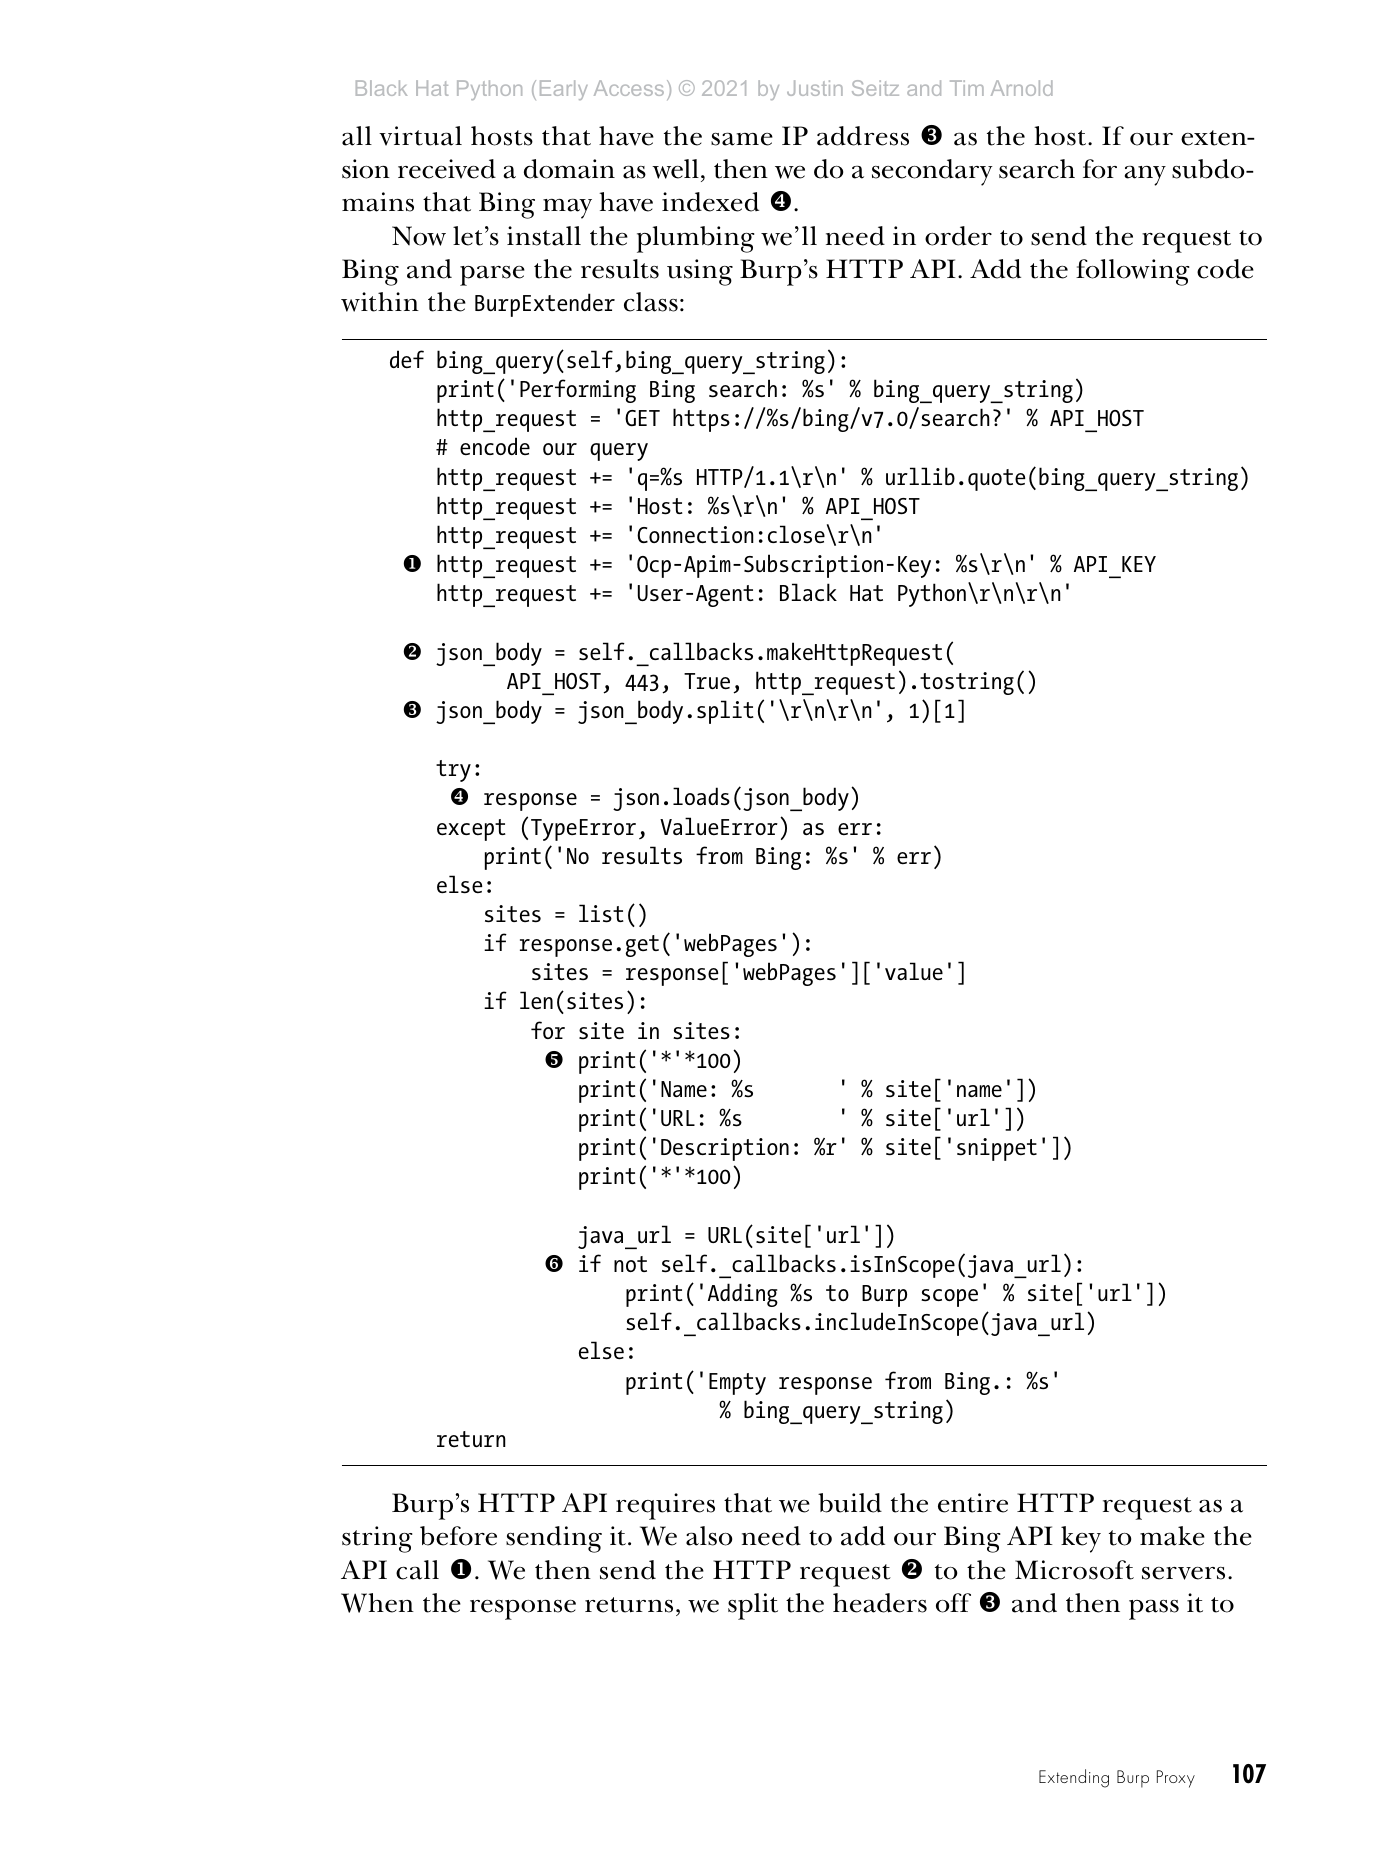 Black Hat Python (Early Access) © 2021 by Justin Seitz and Tim Arnold
all virtual hosts that have the same IP address ❸ as the host. If our exten-
sion received a domain as well, then we do a secondary search for any subdo-
mains that Bing may have indexed ❹.
Now let’s install the plumbing we’ll need in order to send the request to
Bing and parse the results using Burp’s HTTP API. Add the following code
within the BurpExtender class:
def bing_query(self,bing_query_string):
    print('Performing Bing search: %s' % bing_query_string)
    http_request = 'GET https://%s/bing/v7.0/search?' % API_HOST
    # encode our query
    http_request += 'q=%s HTTP/1.1\r\n' % urllib.quote(bing_query_string)
    http_request += 'Host: %s\r\n' % API_HOST
    http_request += 'Connection:close\r\n'
  ❶ http_request += 'Ocp-Apim-Subscription-Key: %s\r\n' % API_KEY
    http_request += 'User-Agent: Black Hat Python\r\n\r\n'
  ❷ json_body = self._callbacks.makeHttpRequest(
          API_HOST, 443, True, http_request).tostring()
  ❸ json_body = json_body.split('\r\n\r\n', 1)[1]
    try:
      ❹ response = json.loads(json_body)
    except (TypeError, ValueError) as err:
        print('No results from Bing: %s' % err)
    else:
        sites = list()
        if response.get('webPages'):
            sites = response['webPages']['value']
        if len(sites):
            for site in sites:
              ❺ print('*'*100)
                print('Name: %s       ' % site['name'])
                print('URL: %s        ' % site['url'])
                print('Description: %r' % site['snippet'])
                print('*'*100)
                java_url = URL(site['url'])
              ❻ if not self._callbacks.isInScope(java_url):
                    print('Adding %s to Burp scope' % site['url'])
                    self._callbacks.includeInScope(java_url)
                else:
                    print('Empty response from Bing.: %s'
                            % bing_query_string)
    return
Burp’s HTTP API requires that we build the entire HTTP request as a
string before sending it. We also need to add our Bing API key to make the
API call ❶. We then send the HTTP request ❷ to the Microsoft servers.
When the response returns, we split the headers off ❸ and then pass it to
Extending Burp Proxy 107